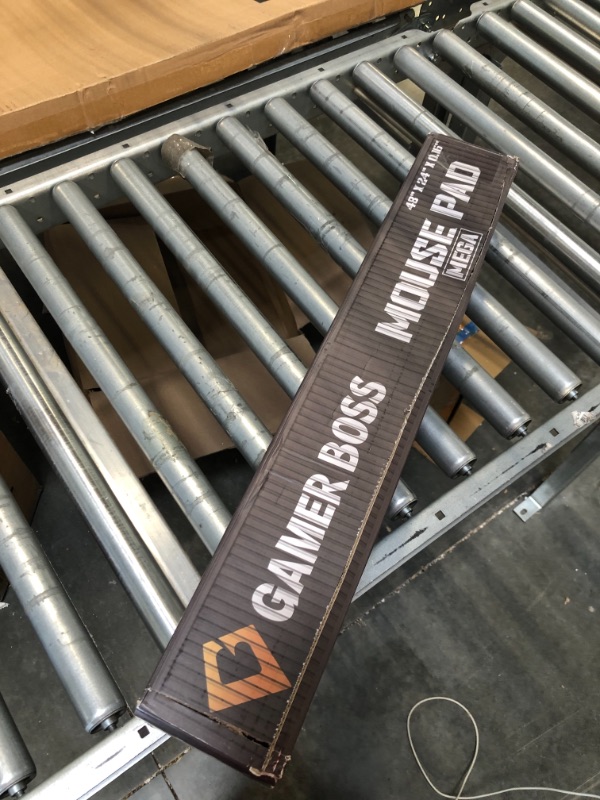 GAMER BOSS MOUSE PAD
MEGA
48" X 24" X 0.16"